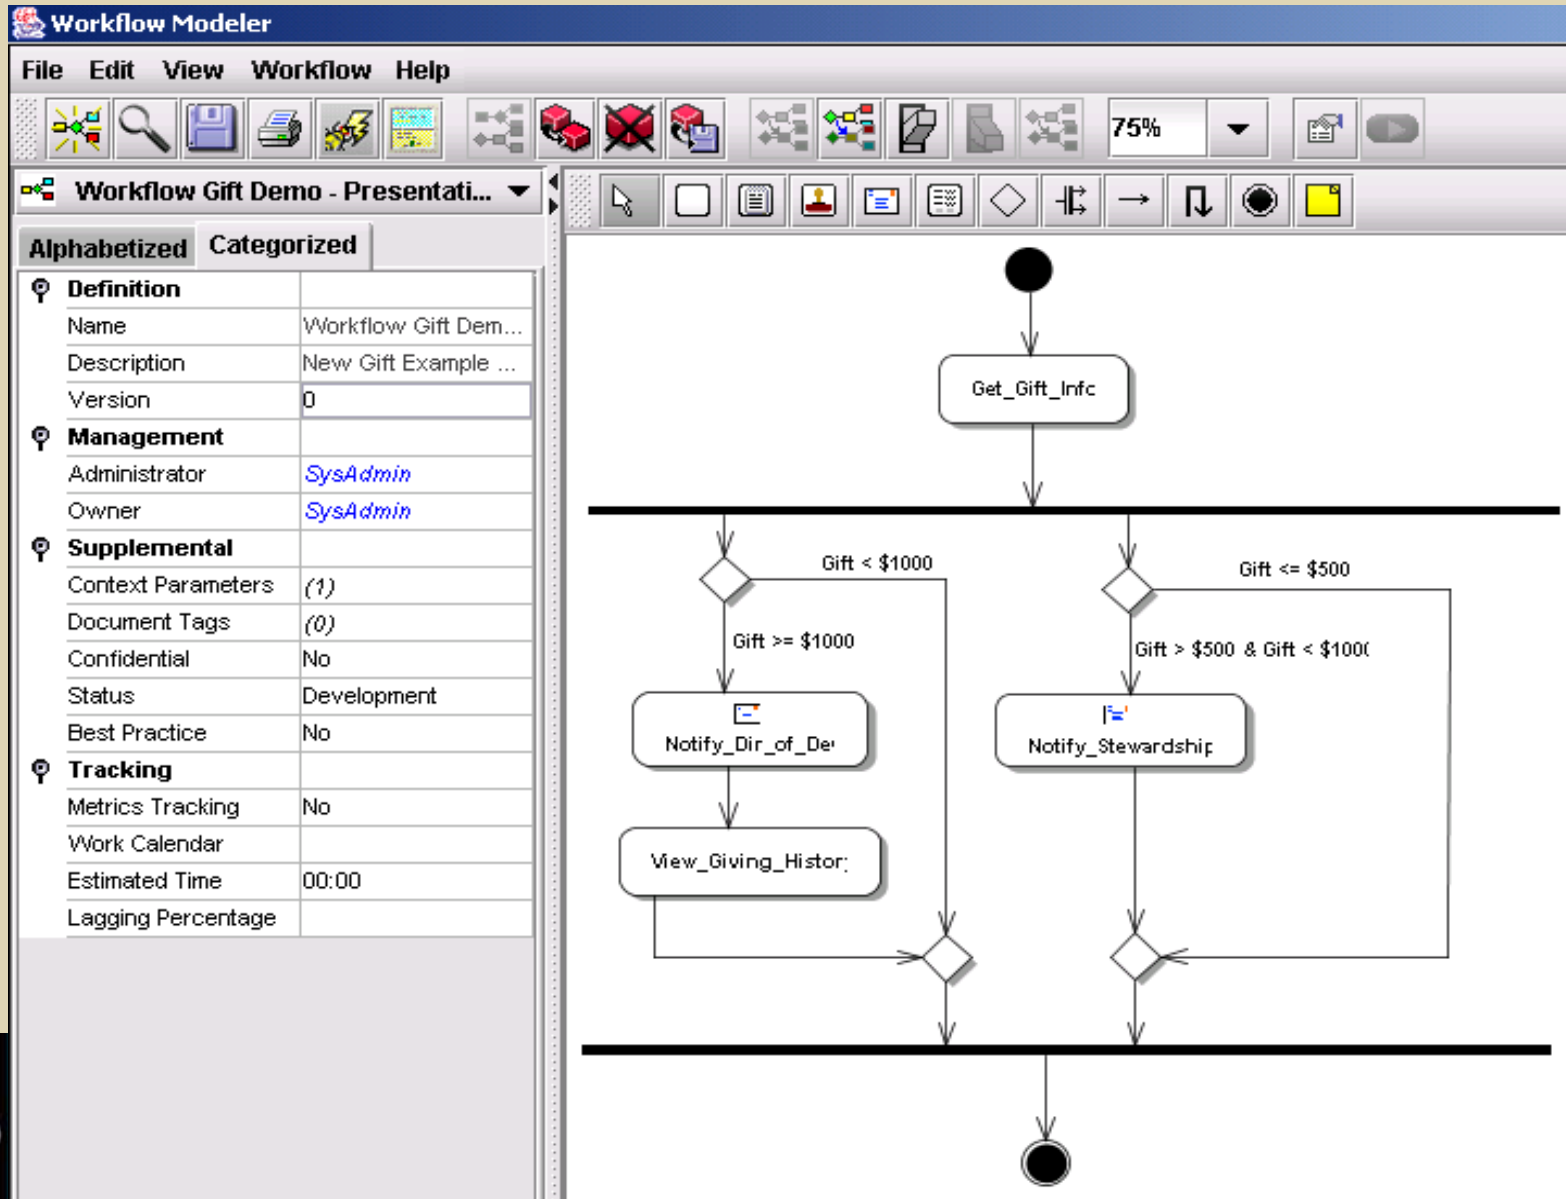 Workflow Modeler
File Edit View Workflow Help
75%
Workflow Gift Demo - Presentati...
Alphabetized Categorized
Definition
Name Workflow Gift Dem...
Description New Gift Example ...
Version 0
Management
Administrator SysAdmin
Owner SysAdmin
Supplemental
Context Parameters (1)
Document Tags (0)
Confidential No
Status Development
Best Practice No
Tracking
Metrics Tracking No
Work Calendar
Estimated Time 00:00
Lagging Percentage
Get_Gift_Info
Gift < $1000
Gift <= $500
Gift >= $1000
Gift > $500 & Gift < $100(
Notify_Dir_of_De
Notify_Stewardship
View_Giving_Histor